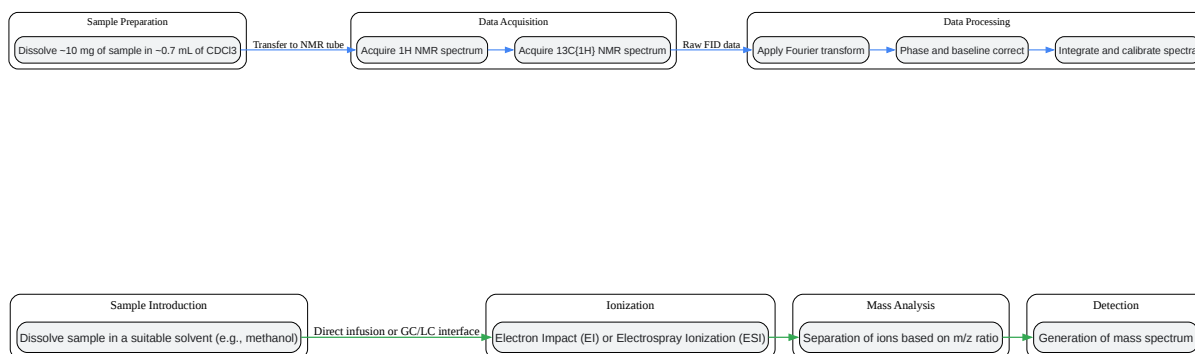 Sample Preparation
Data Acquisition
Data Processing
Dissolve ~10 mg of sample in ~0.7 mL of CDCl3
Transfer to NMR tube
Acquire 1H NMR spectrum
Acquire 13C{1H} NMR spectrum
Raw FID data
Apply Fourier transform
Phase and baseline correct
Integrate and calibrate spectra
Sample Introduction
Ionization
Mass Analysis
Detection
Dissolve sample in a suitable solvent (e.g., methanol)
Direct infusion or GC/LC interface
Electron Impact (EI) or Electrospray Ionization (ESI)
Separation of ions based on m/z ratio
Generation of mass spectrum